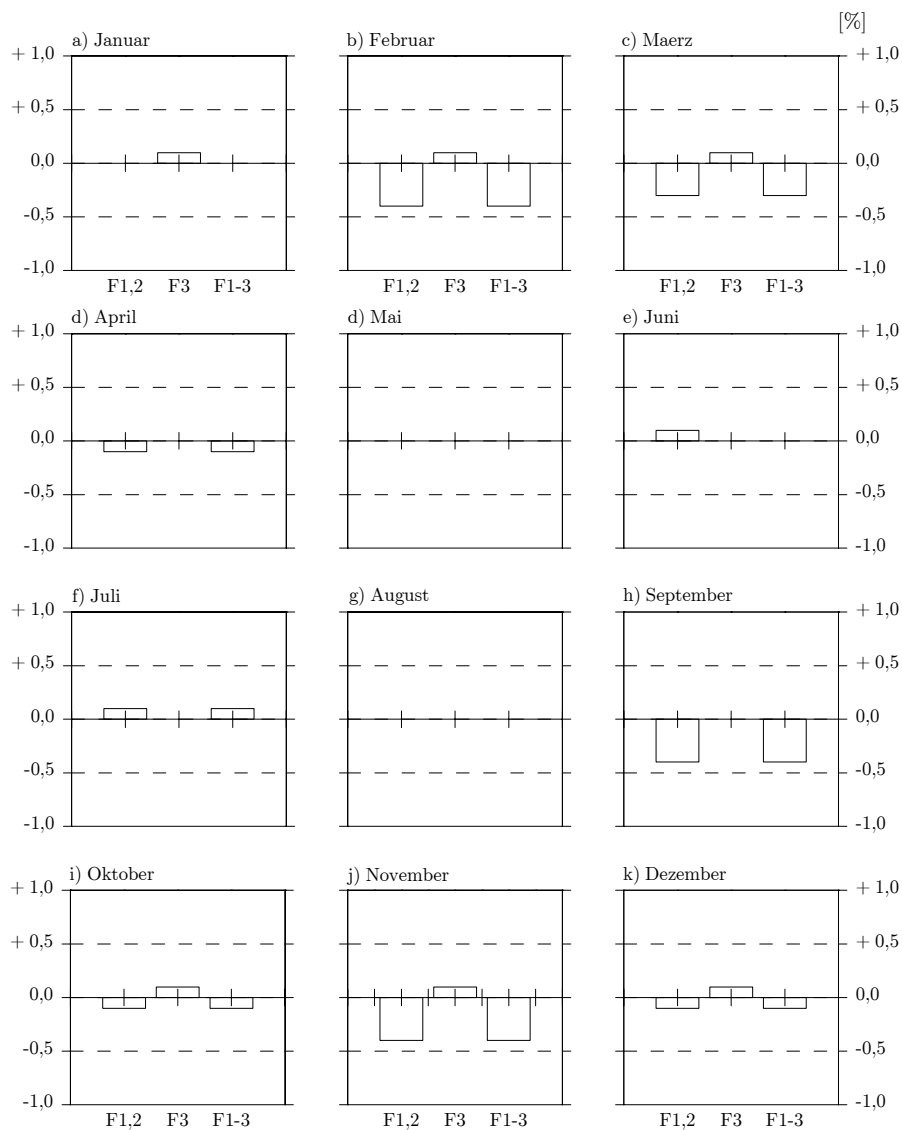 [%]
a) Januar b) Februar c) Maerz
+ 1,0 + 1,0
+ 0,5 + 0,5
0,0 0,0
-0,5 -0,5
-1,0 -1,0
F1,2 F3 F1-3 F1,2 F3 F1-3 F1,2 F3 F1-3
d) April d) Mai e) Juni
+ 1,0 + 1,0
+ 0,5 + 0,5
0,0 0,0
-0,5 -0,5
-1,0 -1,0
f) Juli g) August h) September
+ 1,0 + 1,0
+ 0,5 + 0,5
0,0 0,0
-0,5 -0,5
-1,0 -1,0
i) Oktober j) November k) Dezember
+ 1,0 + 1,0
+ 0,5 + 0,5
0,0 0,0
-0,5 -0,5
-1,0 -1,0
F1,2 F3 F1-3 F1,2 F3 F1-3 F1,2 F3 F1-3